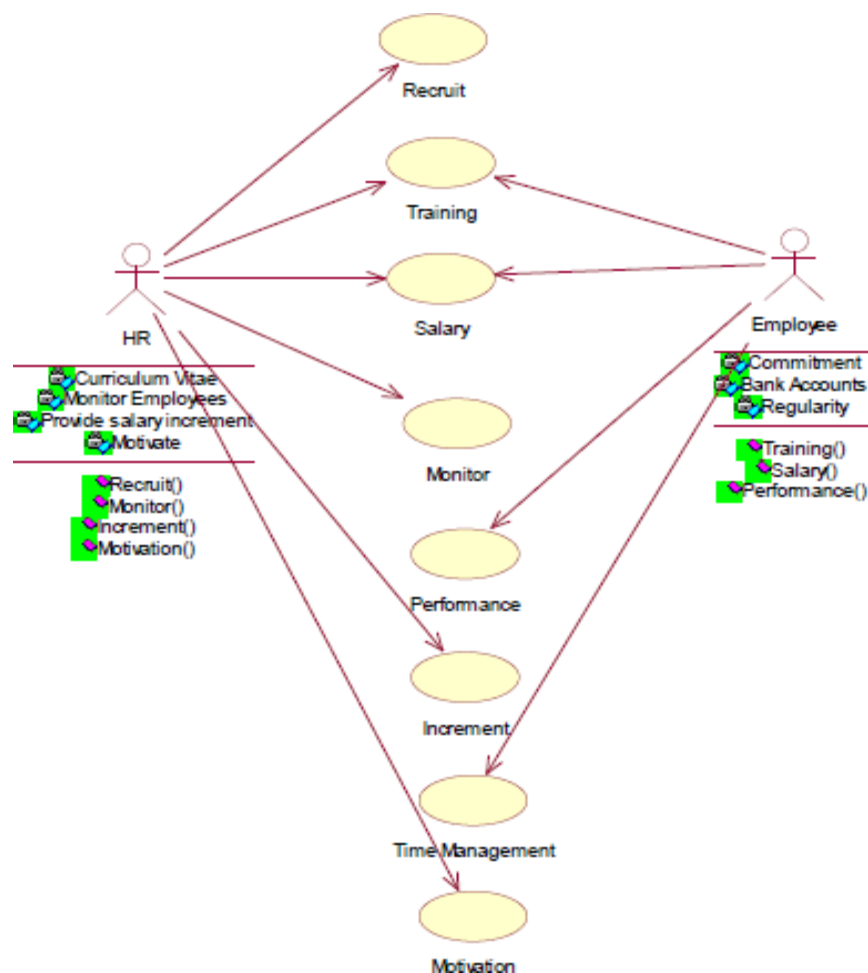 Recruit
Training
Salary
HR
Employee
Curriculum Vitae
Monitor Employees
Provide salary increment
Motivate
Commitment
Bank Accounts
Regularity
Monitor
Recruit()
Monitor()
Increment()
Motivation()
Training()
Salary()
Performance()
Performance
Increment
Time Management
Motivation